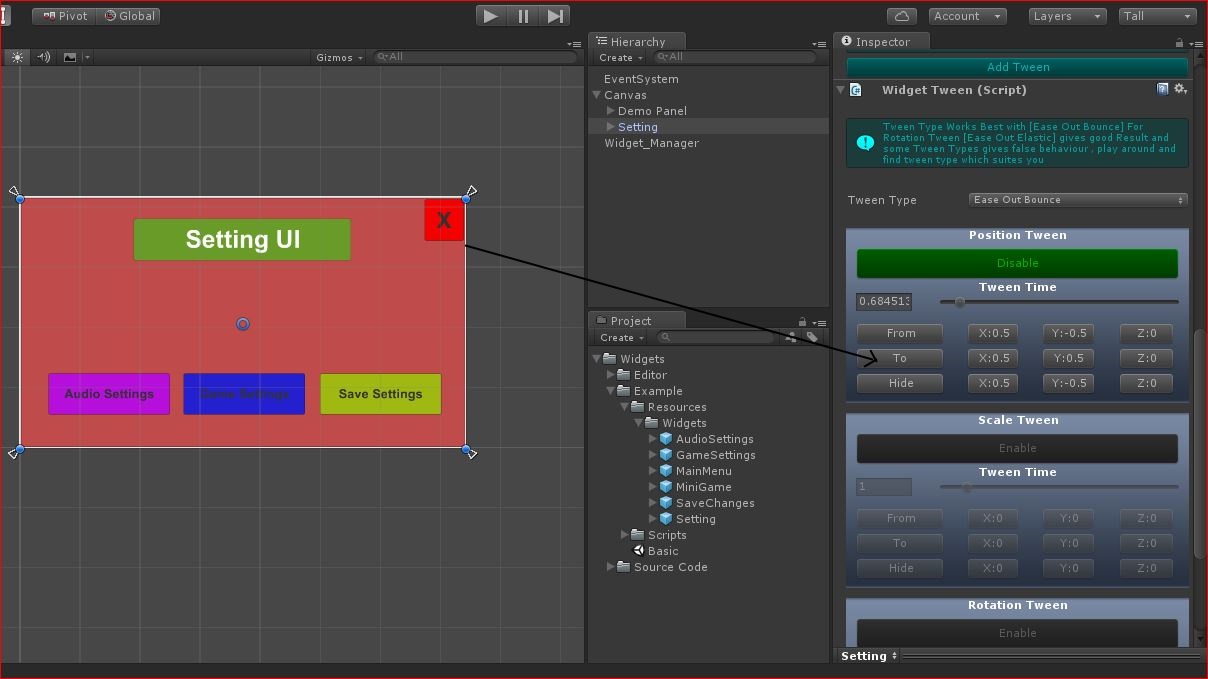 Pivot Global
Account Layers Tall
Gizmos All
Setting UI
X
Audio Settings
Save Settings
Hierarchy
Create All
EventSystem
Canvas
Demo Panel
Setting
Widget_Manager
Project
Create
Widgets
Editor
Example
Resources
Widgets
AudioSettings
GameSettings
MainMenu
MiniGame
SaveChanges
Setting
Scripts
Basic
Source Code
Inspector
Add Tween
Widget Tween (Script)
Tween Type Works Best with [Ease Out Bounce] For
Rotation Tween [Ease Out Elastic] gives good Result and
some Tween Types gives false behaviour , play around and
find tween type which suites you
Tween Type Ease Out Bounce
Position Tween
Disable
Tween Time
0.684513
From X:0.5 Y:-0.5 Z:0
To X:0.5 Y:0.5 Z:0
Hide X:0.5 Y:-0.5 Z:0
Scale Tween
Enable
Tween Time
1
From X:0 Y:0 Z:0
To X:0 Y:0 Z:0
Hide X:0 Y:0 Z:0
Rotation Tween
Enable
Setting